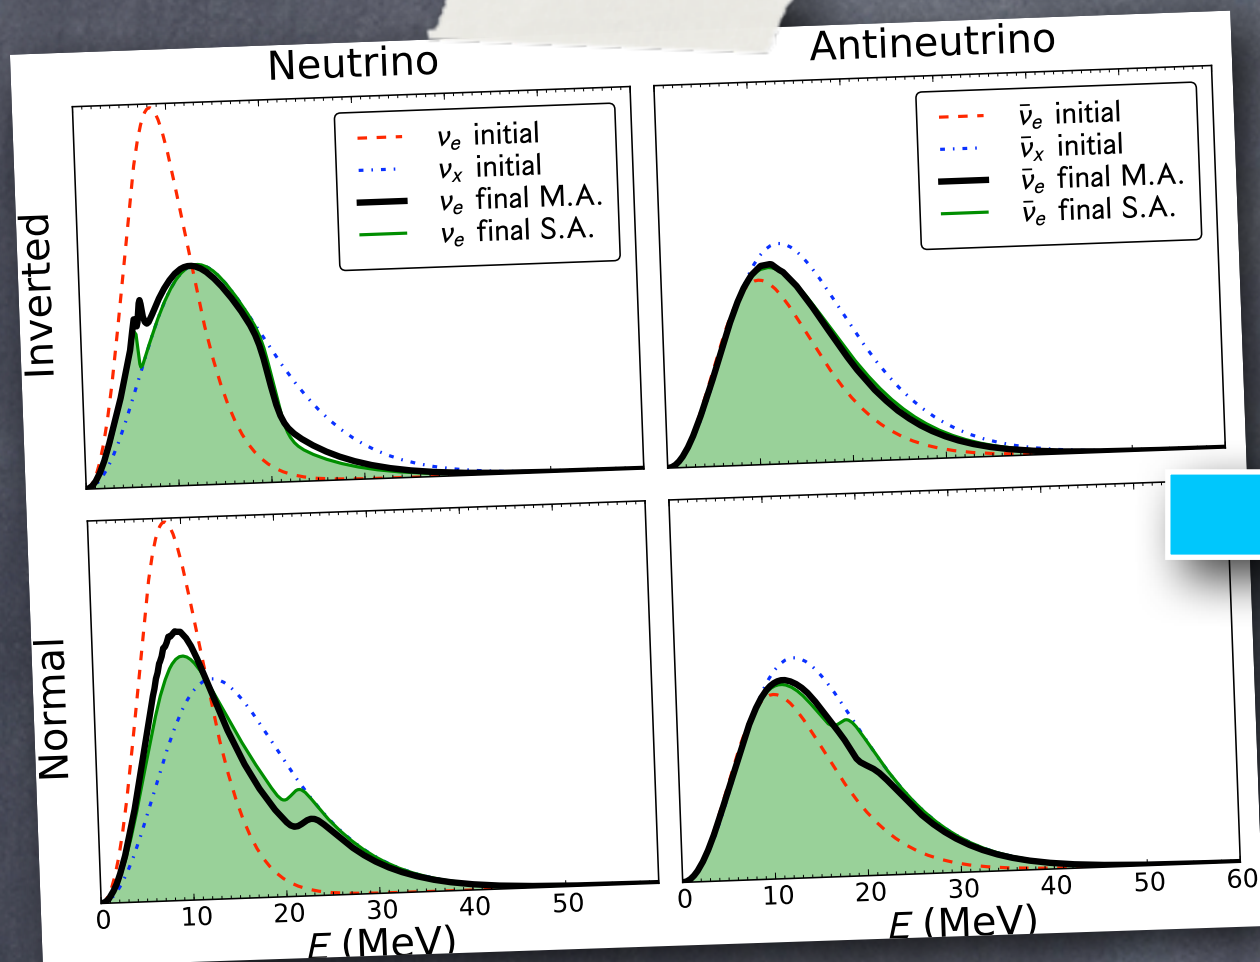 Neutrino
Antineutrino
νe initial
νx initial
νe final M.A.
νe final S.A.
ν̄e initial
ν̄x initial
ν̄e final M.A.
ν̄e final S.A.
Inverted
Normal
0 10 20 30 40 50
E (MeV)
0 10 20 30 40 50 60
E (MeV)